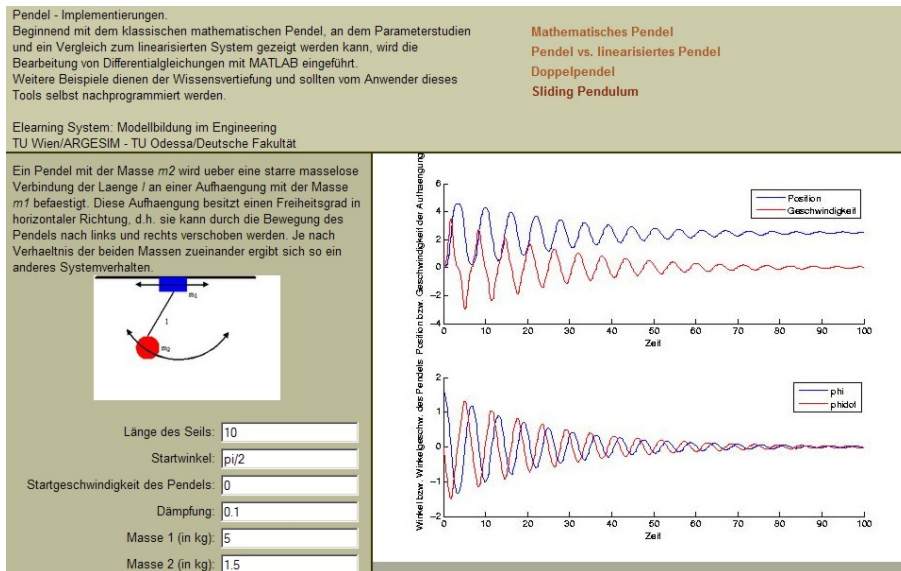 Pendel - Implementierungen.
Beginnend mit dem klassischen mathematischen Pendel, an dem Parameterstudien
und ein Vergleich zum linearisierten System gezeigt werden kann, wird die
Bearbeitung von Differentialgleichungen mit MATLAB eingeführt.
Weitere Beispiele dienen der Wissensvertiefung und sollten vom Anwender dieses
Tools selbst nachprogrammiert werden.
Elearning System: Modellbildung im Engineering
TU Wien/ARGESIM - TU Odessa/Deutsche Fakultät
Mathematisches Pendel
Pendel vs. linearisiertes Pendel
Doppelpendel
Sliding Pendulum
Ein Pendel mit der Masse m2 wird ueber eine starre masselose
Verbindung der Laenge l an einer Aufhaengung mit der Masse
m1 befaestigt. Diese Aufhaengung besitzt einen Freiheitsgrad in
horizontaler Richtung, d.h. sie kann durch die Bewegung des
Pendels nach links und rechts verschoben werden. Je nach
Verhaeltnis der beiden Massen zueinander ergibt sich so ein
anderes Systemverhalten.
m1
l
m2
Länge des Seils: 10
Startwinkel: pi/2
Startgeschwindigkeit des Pendels: 0
Dämpfung: 0.1
Masse 1 (in kg): 5
Masse 2 (in kg): 1.5
Position bzw. Geschwindigkeit der Aufhaengung
6
4
2
0
−2
−4
Position
Geschwindigkeit
0 10 20 30 40 50 60 70 80 90 100
Zeit
Winkel bzw. Winkelgeschw. des Pendels
2
1
0
−1
−2
phi
phidot
0 10 20 30 40 50 60 70 80 90 100
Zeit